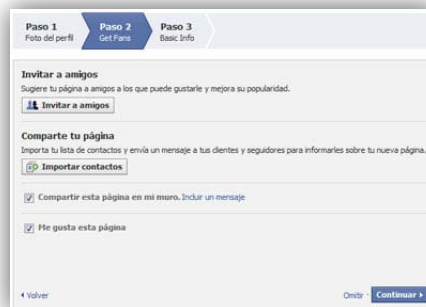 Paso 1
Foto del perfil
Paso 2
Get Fans
Paso 3
Basic Info
Invitar a amigos
Sugiere tu página a amigos a los que puede gustarle y mejora su popularidad.
Invitar a amigos
Comparte tu página
Importa tu lista de contactos y envía un mensaje a tus clientes y seguidores para informarles sobre tu nueva página.
Importar contactos
Compartir esta página en mi muro. Incluir un mensaje
Me gusta esta página
Volver
Omitir · Continuar